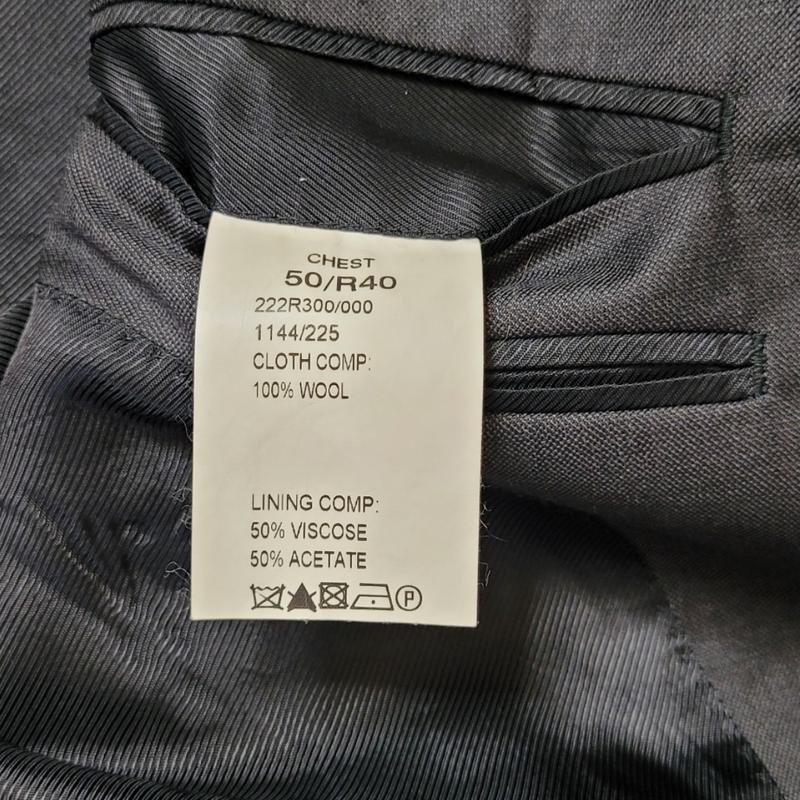 CHEST
50/R40
222R300/000
1144/225
CLOTH COMP:
100% WOOL
LINING COMP:
50% VISCOSE
50% ACETATE
P